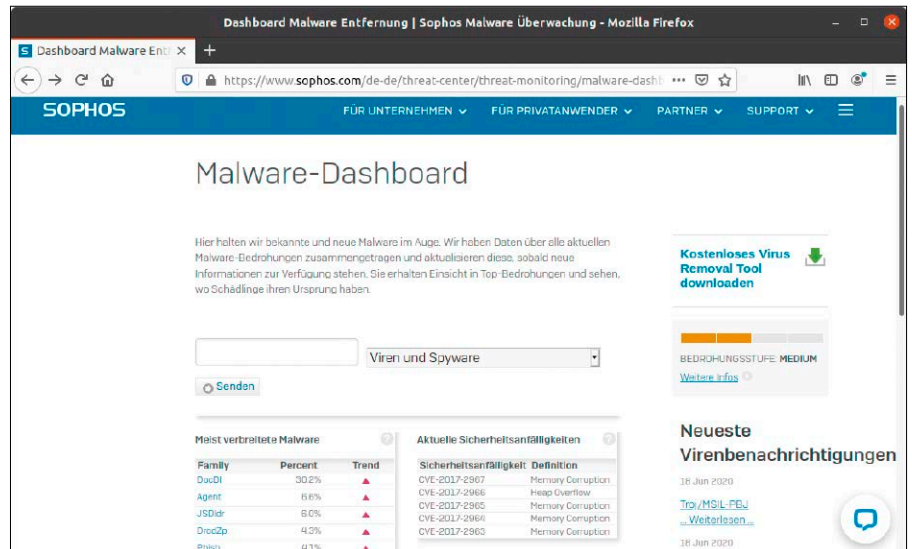 Dashboard Malware Entfernung | Sophos Malware Überwachung - Mozilla Firefox
S Dashboard Malware Ent
https://www.sophos.com/de-de/threat-center/threat-monitoring/malware-dashb
SOPHOS
FÜR UNTERNEHMEN
FÜR PRIVATANWENDER
PARTNER
SUPPORT
Malware-Dashboard
Hier halten wir bekannte und neue Malware im Auge. Wir haben Daten über alle aktuellen
Malware-Bedrohungen zusammengetragen und aktualisieren diese, sobald neue
Informationen zur Verfügung stehen. Sie erhalten Einsicht in Top-Bedrohungen und sehen,
wo Schädlinge ihren Ursprung haben.
Viren und Spyware
Senden
Meist verbreitete Malware ?
Family Percent Trend
DocDl 30.2%
Agent 6.6%
JSDldr 6.0%
DrodZp 4.3%
Phish 4.1%
Aktuelle Sicherheitsanfälligkeiten ?
Sicherheitsanfälligkeit Definition
CVE-2017-2967 Memory Corruption
CVE-2017-2966 Heap Overflow
CVE-2017-2965 Memory Corruption
CVE-2017-2964 Memory Corruption
CVE-2017-2963 Memory Corruption
Kostenloses Virus
Removal Tool
downloaden
BEDROHUNGSSTUFE: MEDIUM
Weitere Infos
Neueste
Virenbenachrichtigungen
18 Jun 2020
Troj/MSIL-PBJ
... Weiterlesen ...
18 Jun 2020